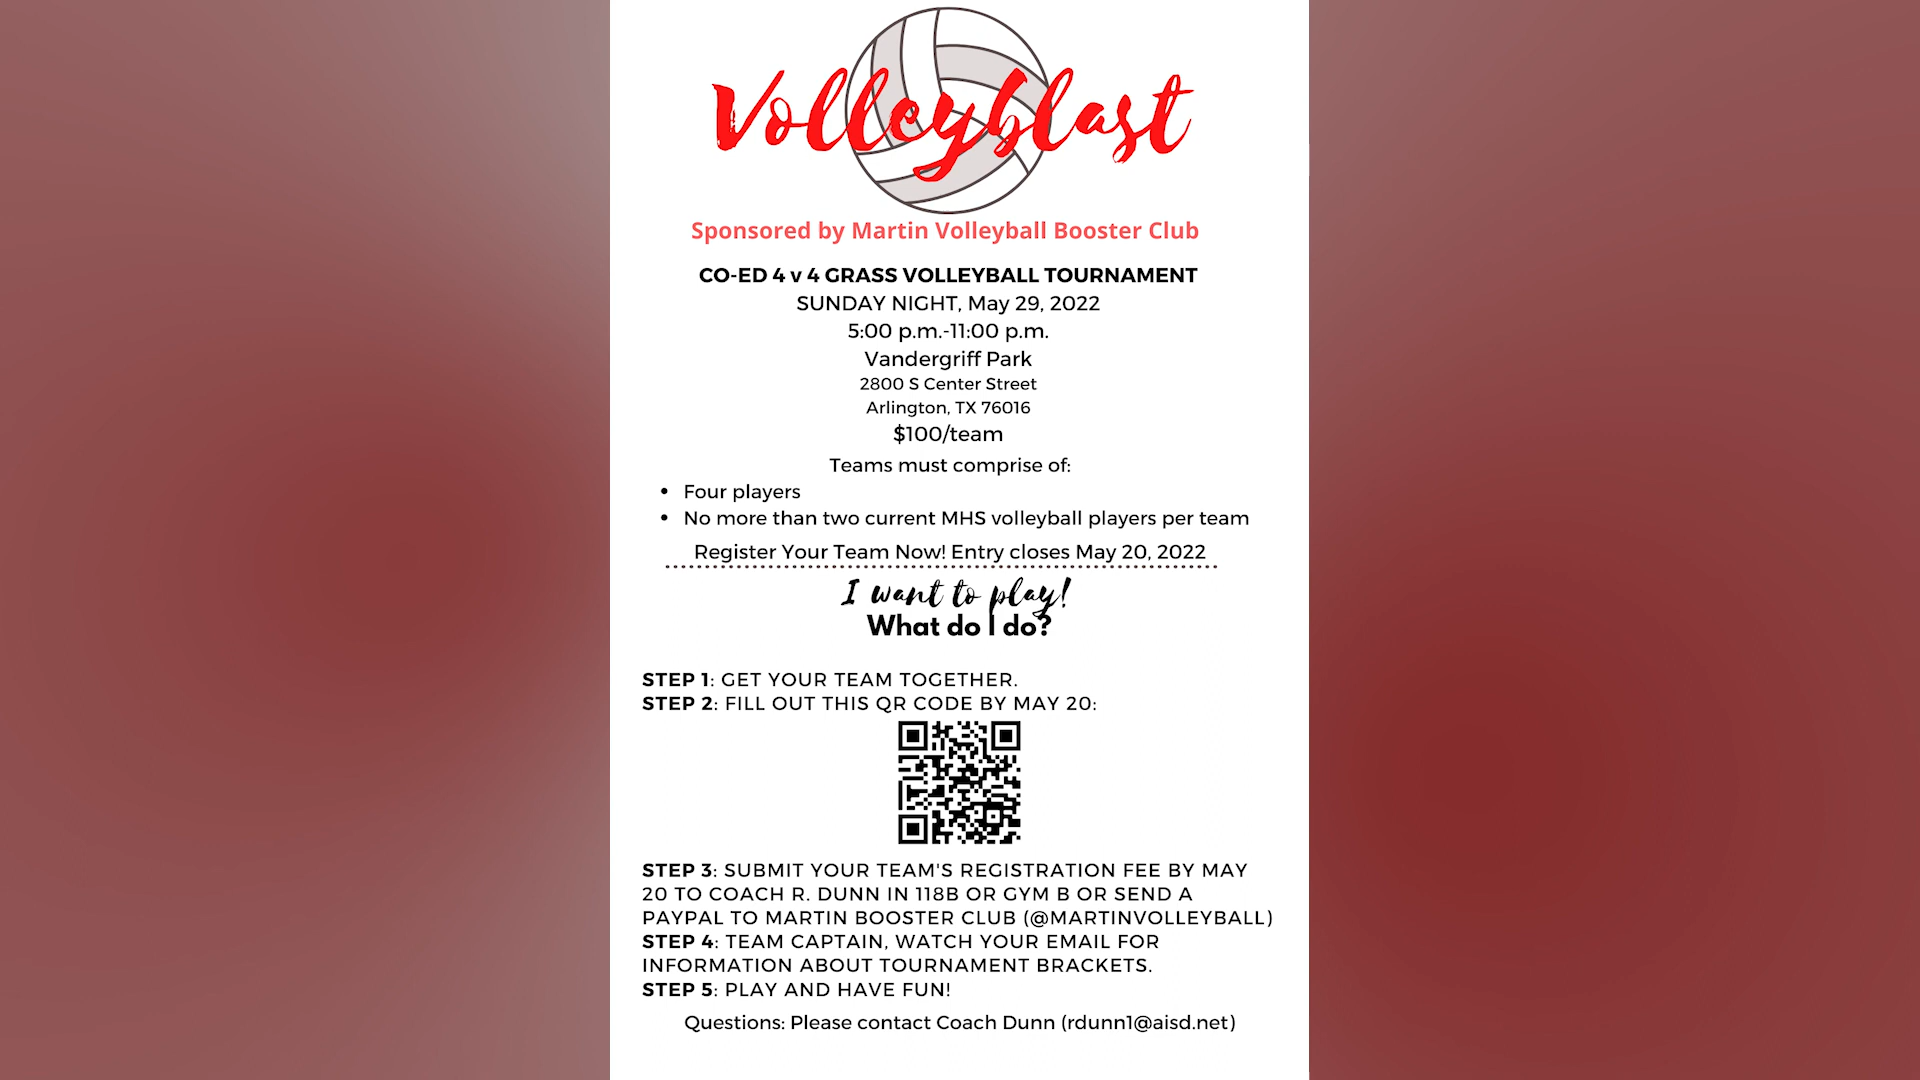 Volleyblast
Sponsored by Martin Volleyball Booster Club
CO-ED 4 v 4 GRASS VOLLEYBALL TOURNAMENT
SUNDAY NIGHT, May 29, 2022
5:00 p.m.-11:00 p.m.
Vandergriff Park
2800 S Center Street
Arlington, TX 76016
$100/team
Teams must comprise of:
• Four players
• No more than two current MHS volleyball players per team
Register Your Team Now! Entry closes May 20, 2022
I want to play!
What do I do?
STEP 1: GET YOUR TEAM TOGETHER.
STEP 2: FILL OUT THIS QR CODE BY MAY 20:
STEP 3: SUBMIT YOUR TEAM'S REGISTRATION FEE BY MAY
20 TO COACH R. DUNN IN 118B OR GYM B OR SEND A
PAYPAL TO MARTIN BOOSTER CLUB (@MARTINVOLLEYBALL)
STEP 4: TEAM CAPTAIN, WATCH YOUR EMAIL FOR
INFORMATION ABOUT TOURNAMENT BRACKETS.
STEP 5: PLAY AND HAVE FUN!
Questions: Please contact Coach Dunn (rdunn1@aisd.net)